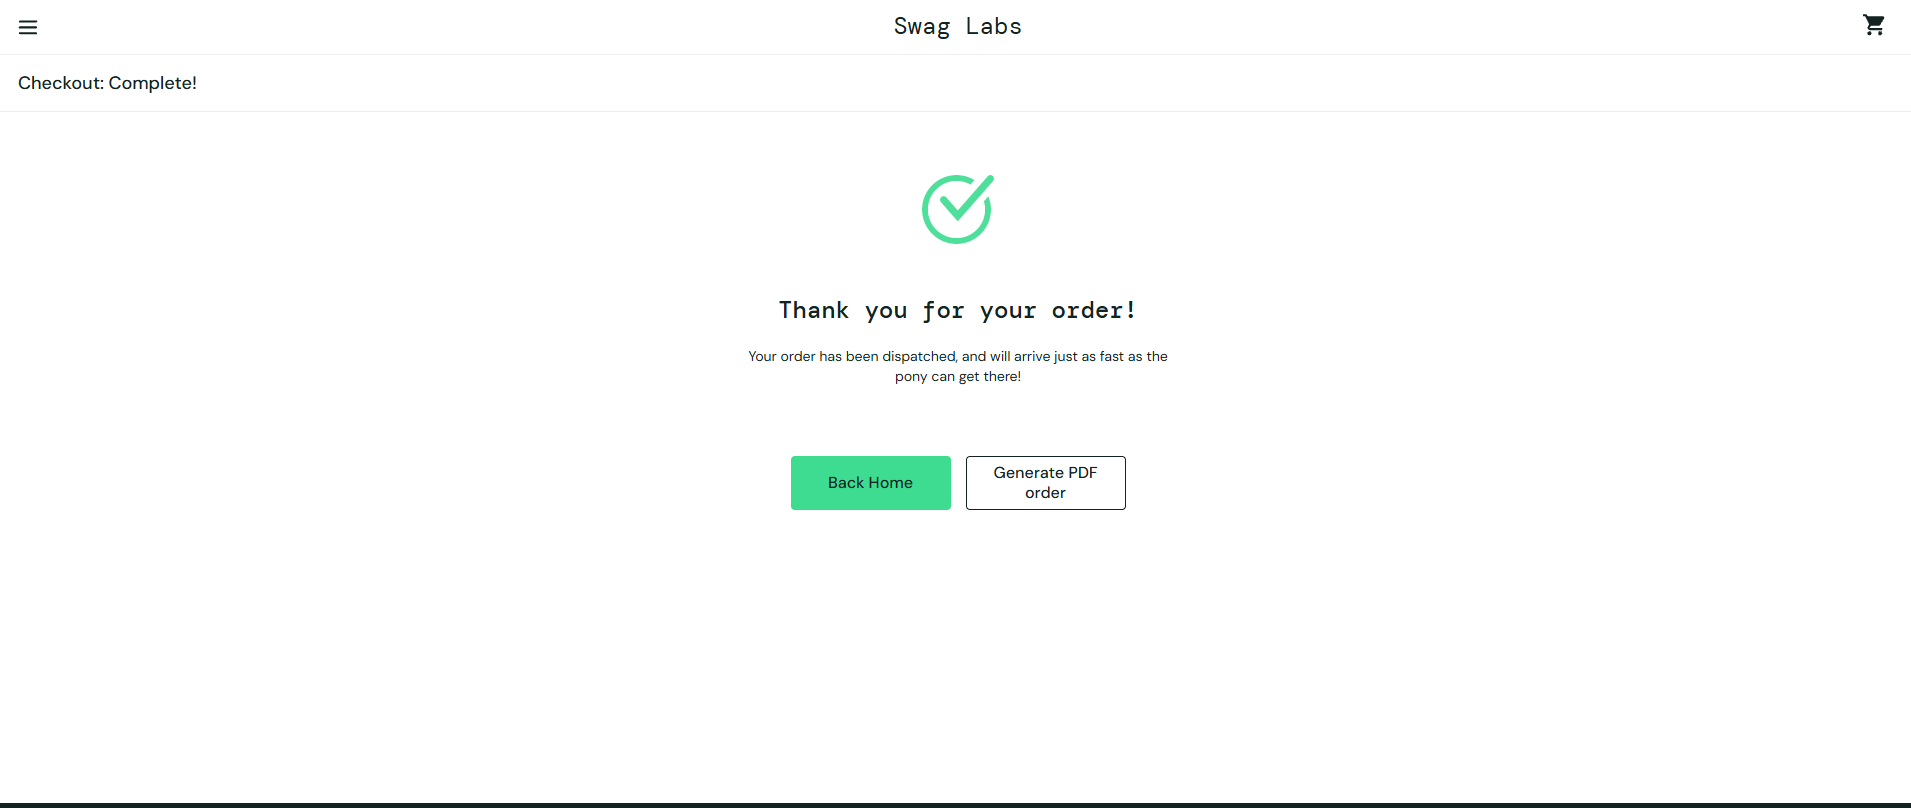 Swag Labs
Checkout: Complete!
Thank you for your order!
Your order has been dispatched, and will arrive just as fast as the
pony can get there!
Back Home
Generate PDF
order